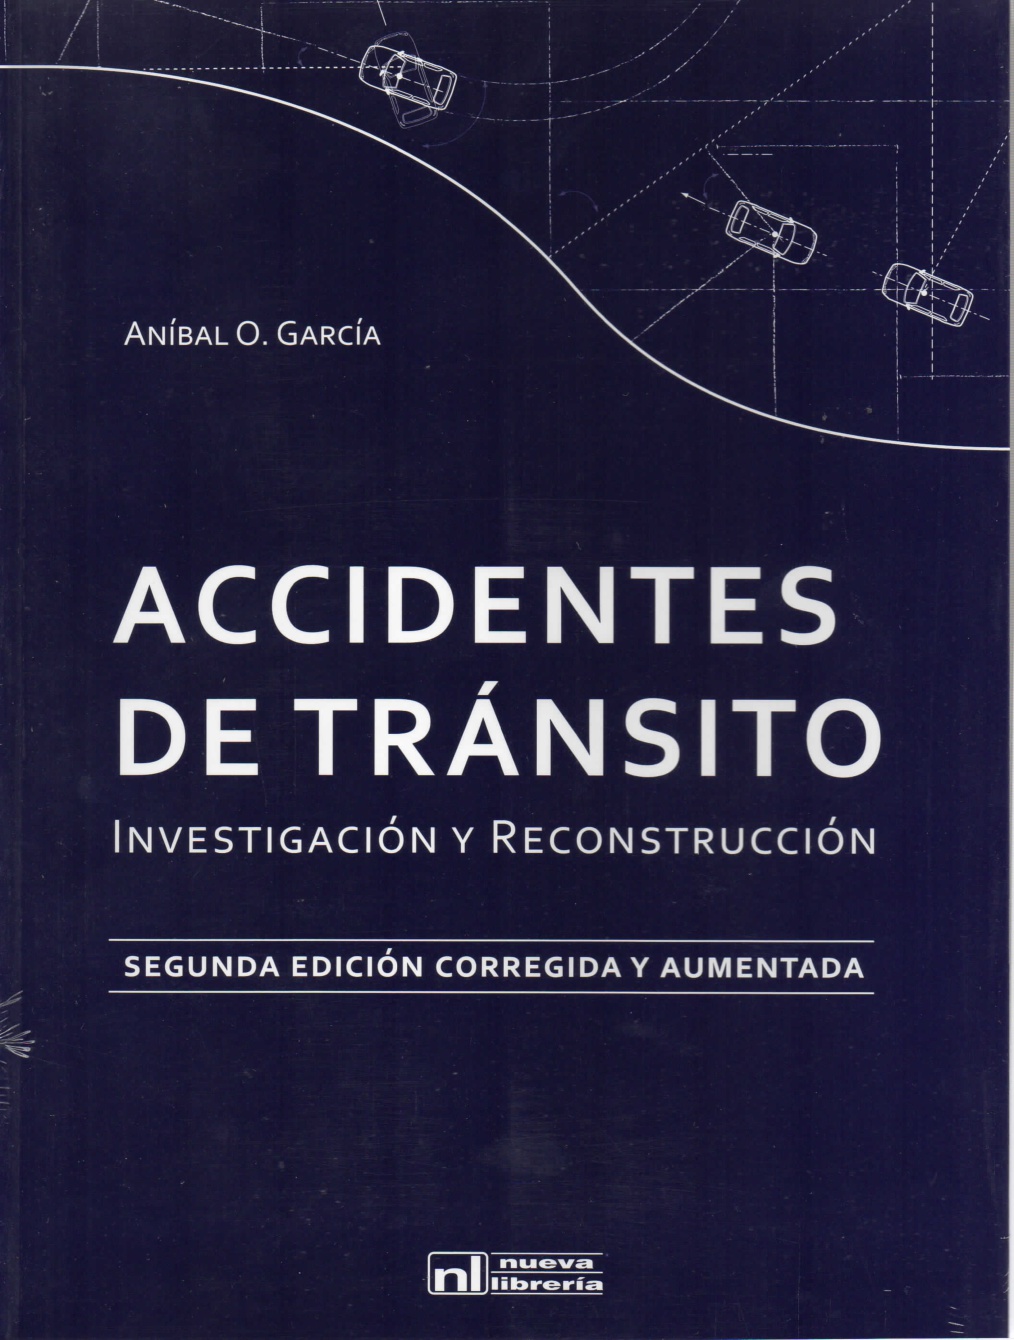 ANÍBAL O. GARCÍA
ACCIDENTES
DE TRÁNSITO
INVESTIGACIÓN Y RECONSTRUCCIÓN
SEGUNDA EDICIÓN CORREGIDA Y AUMENTADA
nl nueva
librería